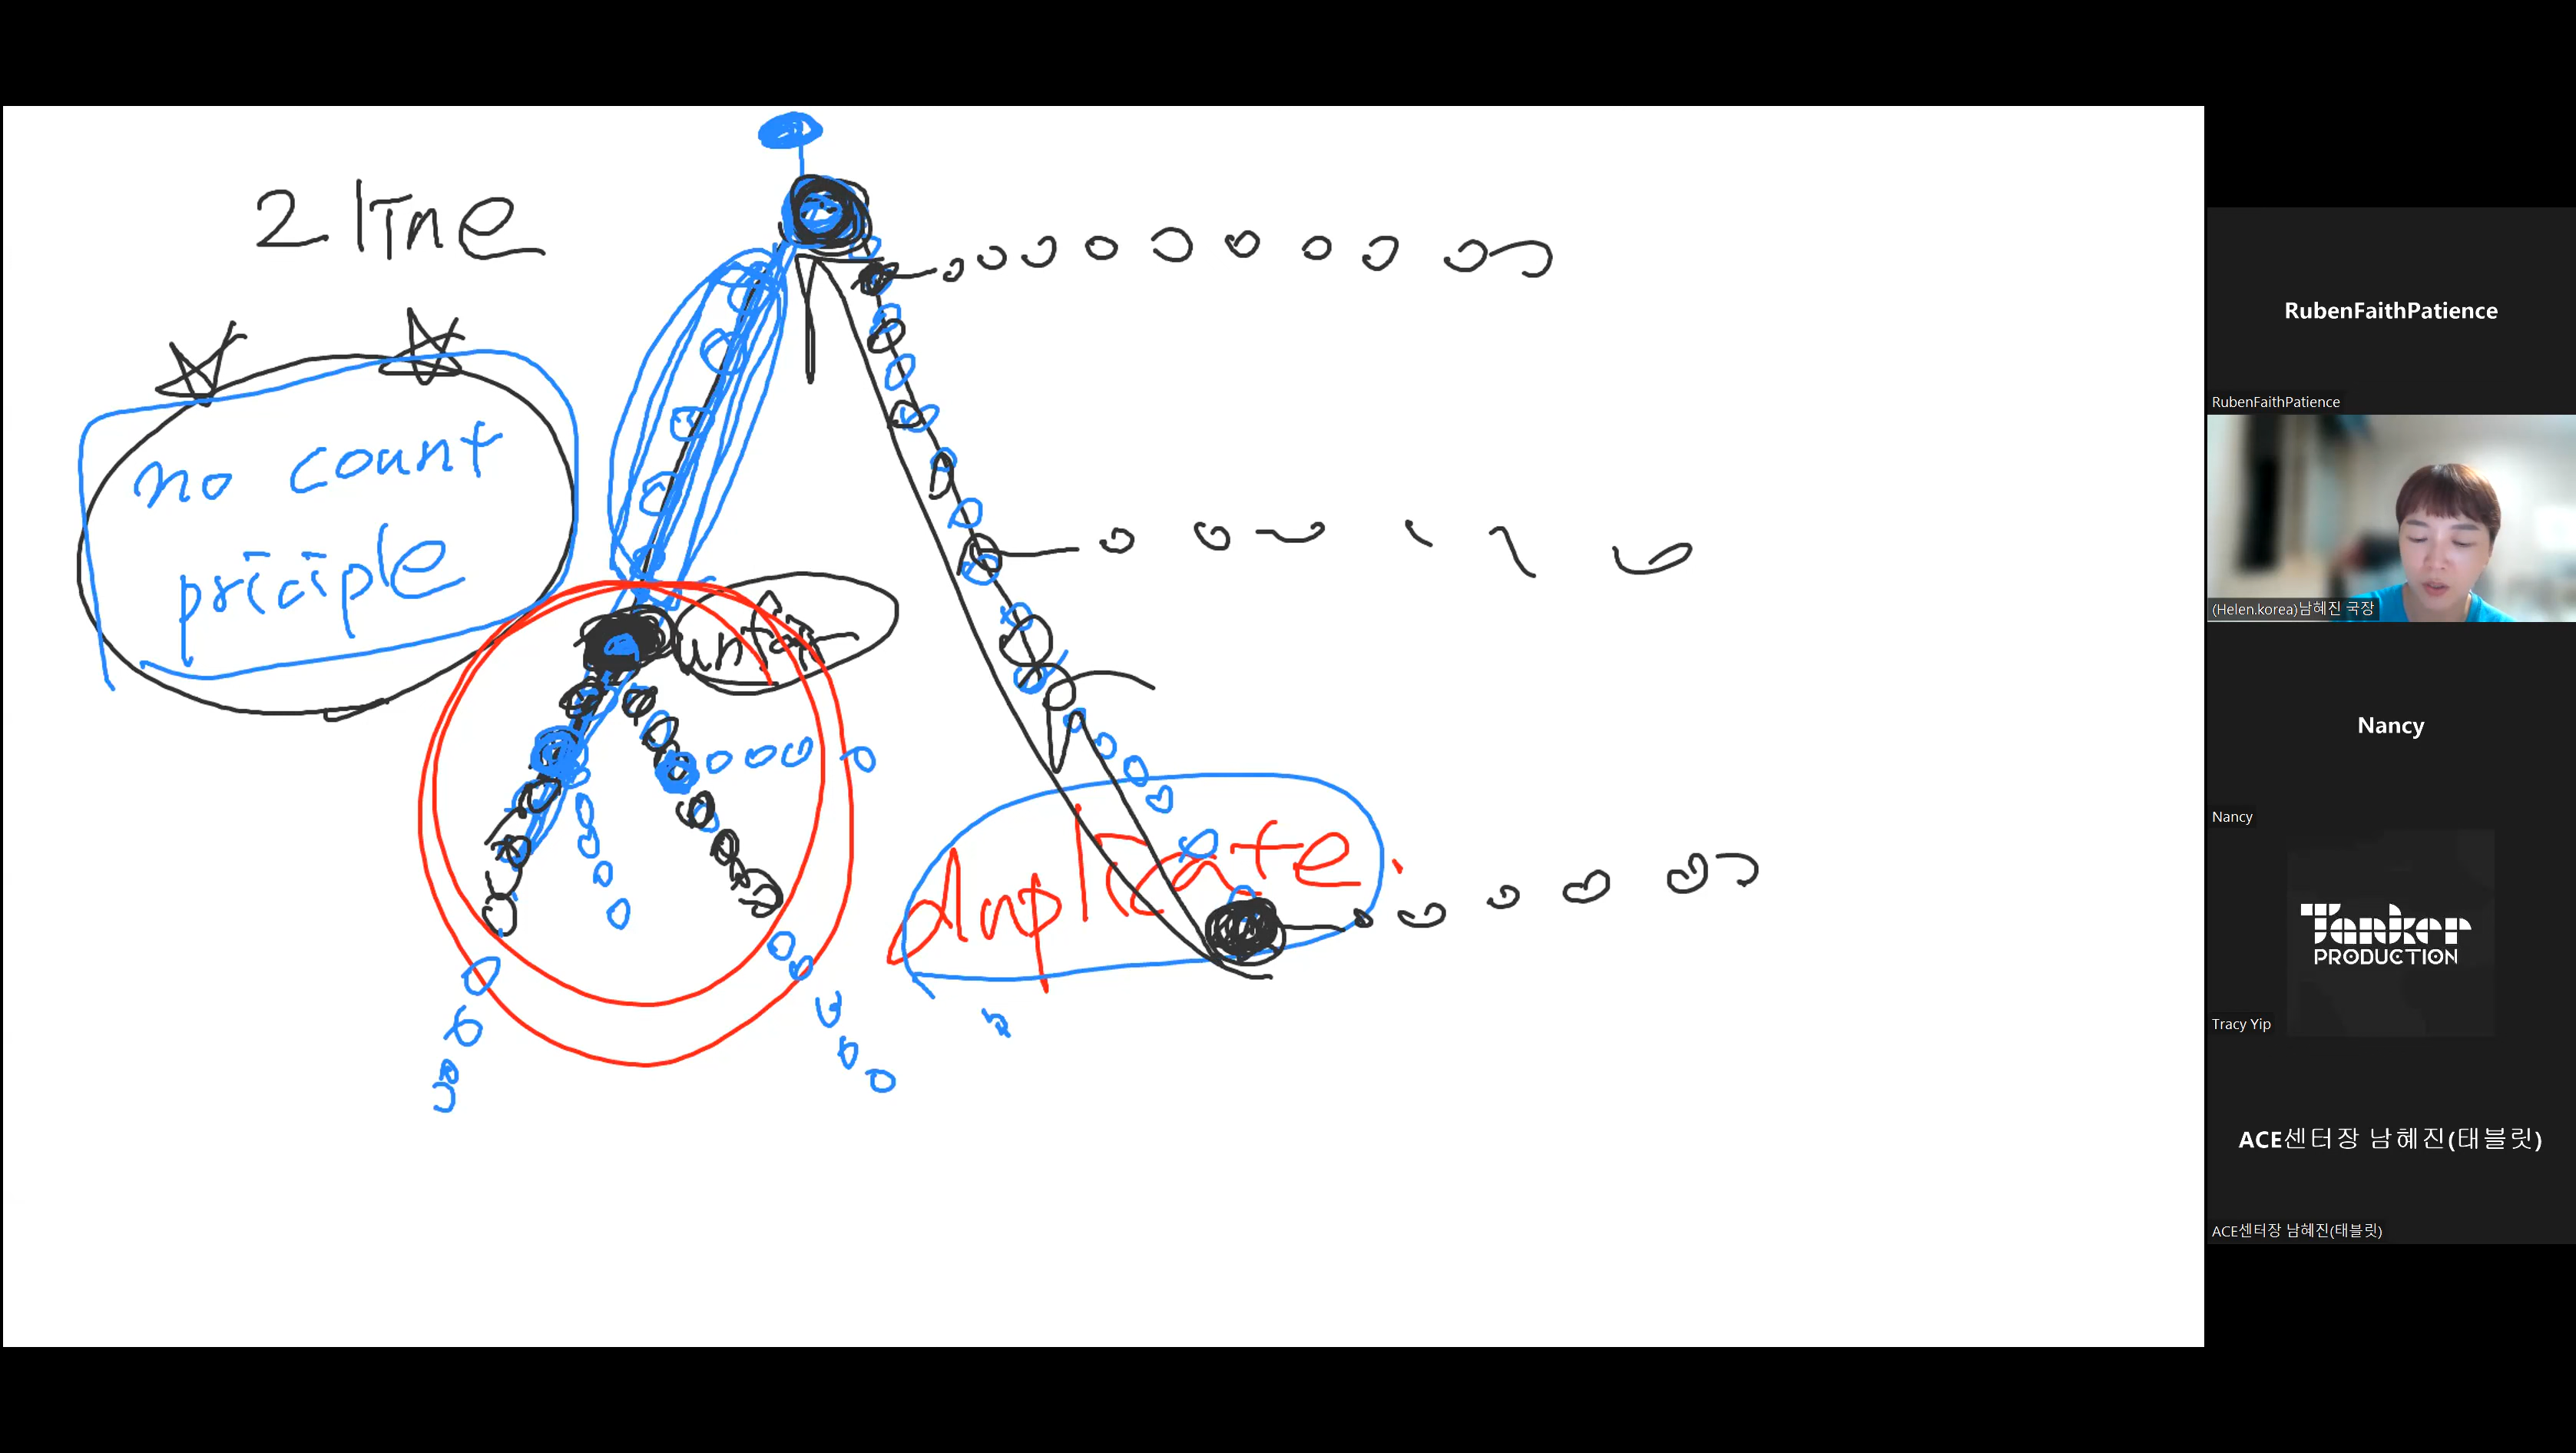 2 line
no count
priciple
unfair
duplicate
RubenFaithPatience
RubenFaithPatience
(Helen.korea)남혜진 국장
Nancy
Nancy
Tanker
PRODUCTION
Tracy Yip
ACE센터장 남혜진(태블릿)
ACE센터장 남혜진(태블릿)